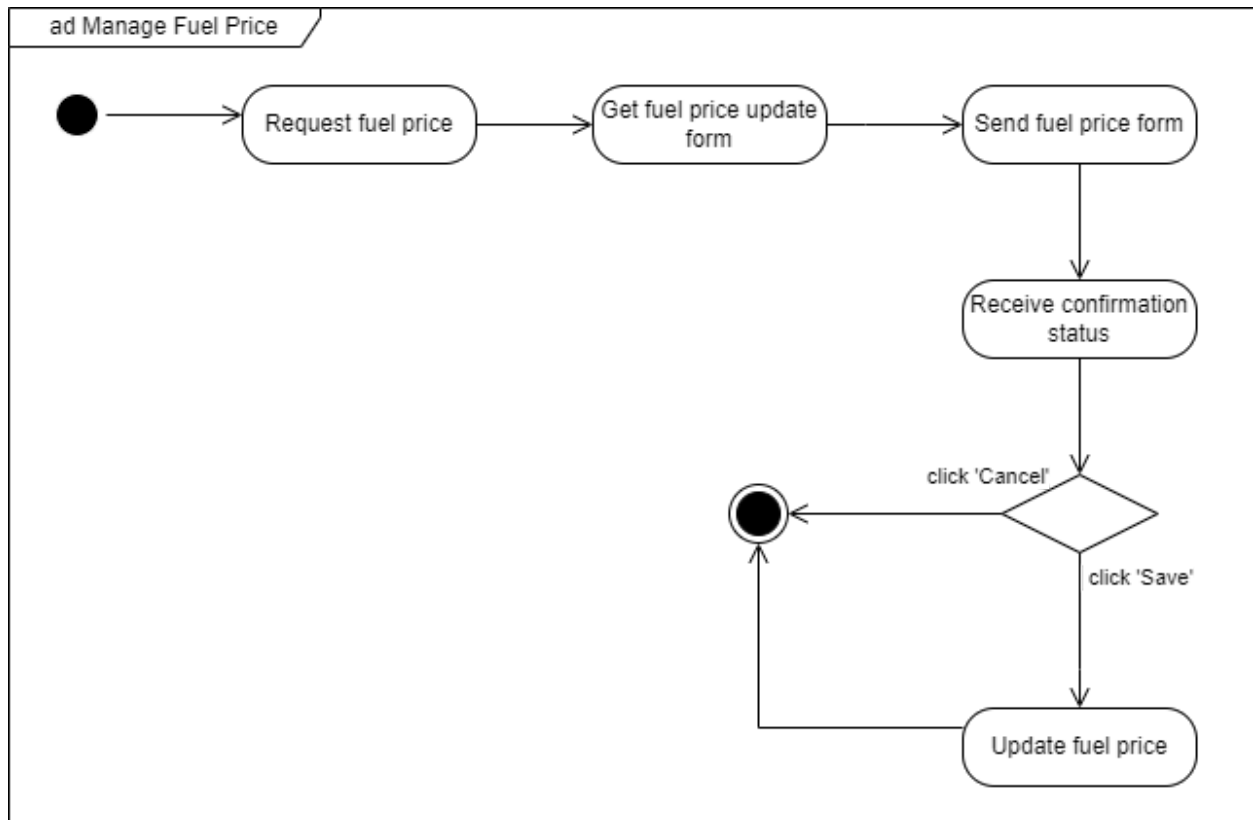 ad Manage Fuel Price
Request fuel price
Get fuel price update
form
Send fuel price form
Receive confirmation
status
click 'Cancel'
click 'Save'
Update fuel price